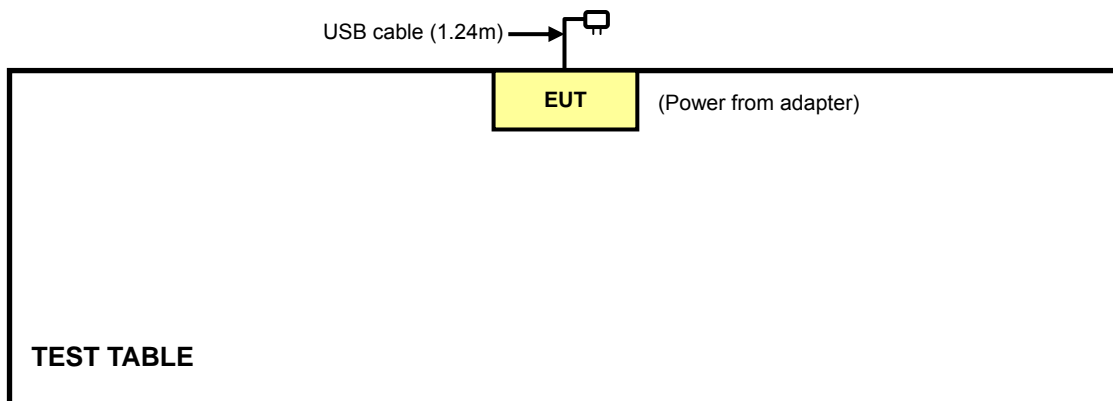 USB cable (1.24m)
EUT
(Power from adapter)
TEST TABLE